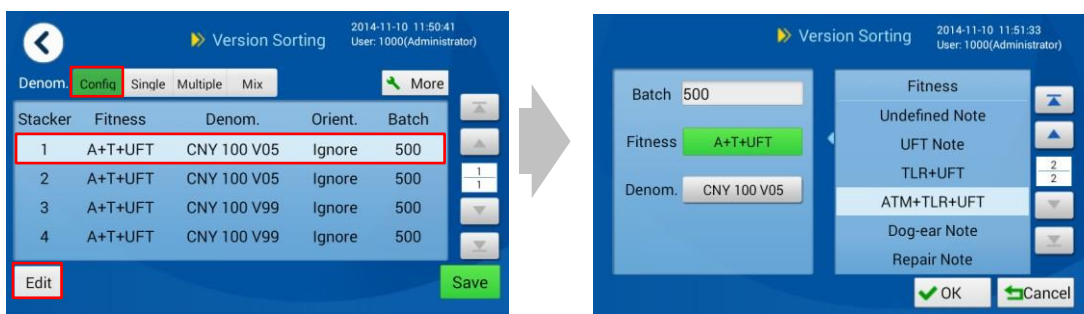 Version Sorting
2014-11-10 11:50:41
User: 1000(Administrator)
Denom. Config Single Multiple Mix More
Stacker Fitness Denom. Orient. Batch
1 A+T+UFT CNY 100 V05 Ignore 500
2 A+T+UFT CNY 100 V05 Ignore 500
3 A+T+UFT CNY 100 V99 Ignore 500
4 A+T+UFT CNY 100 V99 Ignore 500
1
1
Edit Save
Version Sorting
2014-11-10 11:51:33
User: 1000(Administrator)
Batch 500
Fitness A+T+UFT
Denom. CNY 100 V05
Fitness
Undefined Note
UFT Note
TLR+UFT
ATM+TLR+UFT
Dog-ear Note
Repair Note
2
2
OK Cancel